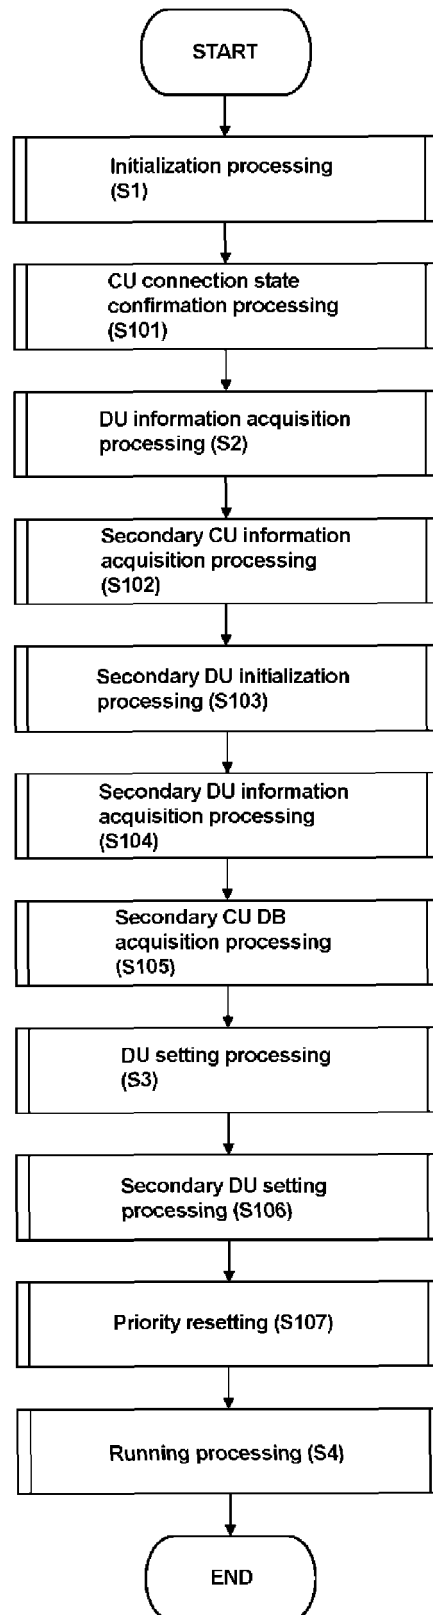 START
Initialization processing
(S1)
CU connection state
confirmation processing
(S101)
DU information acquisition
processing (S2)
Secondary CU information
acquisition processing
(S102)
Secondary DU initialization
processing (S103)
Secondary DU information
acquisition processing
(S104)
Secondary CU DB
acquisition processing
(S105)
DU setting processing
(S3)
Secondary DU setting
processing (S106)
Priority resetting (S107)
Running processing (S4)
END